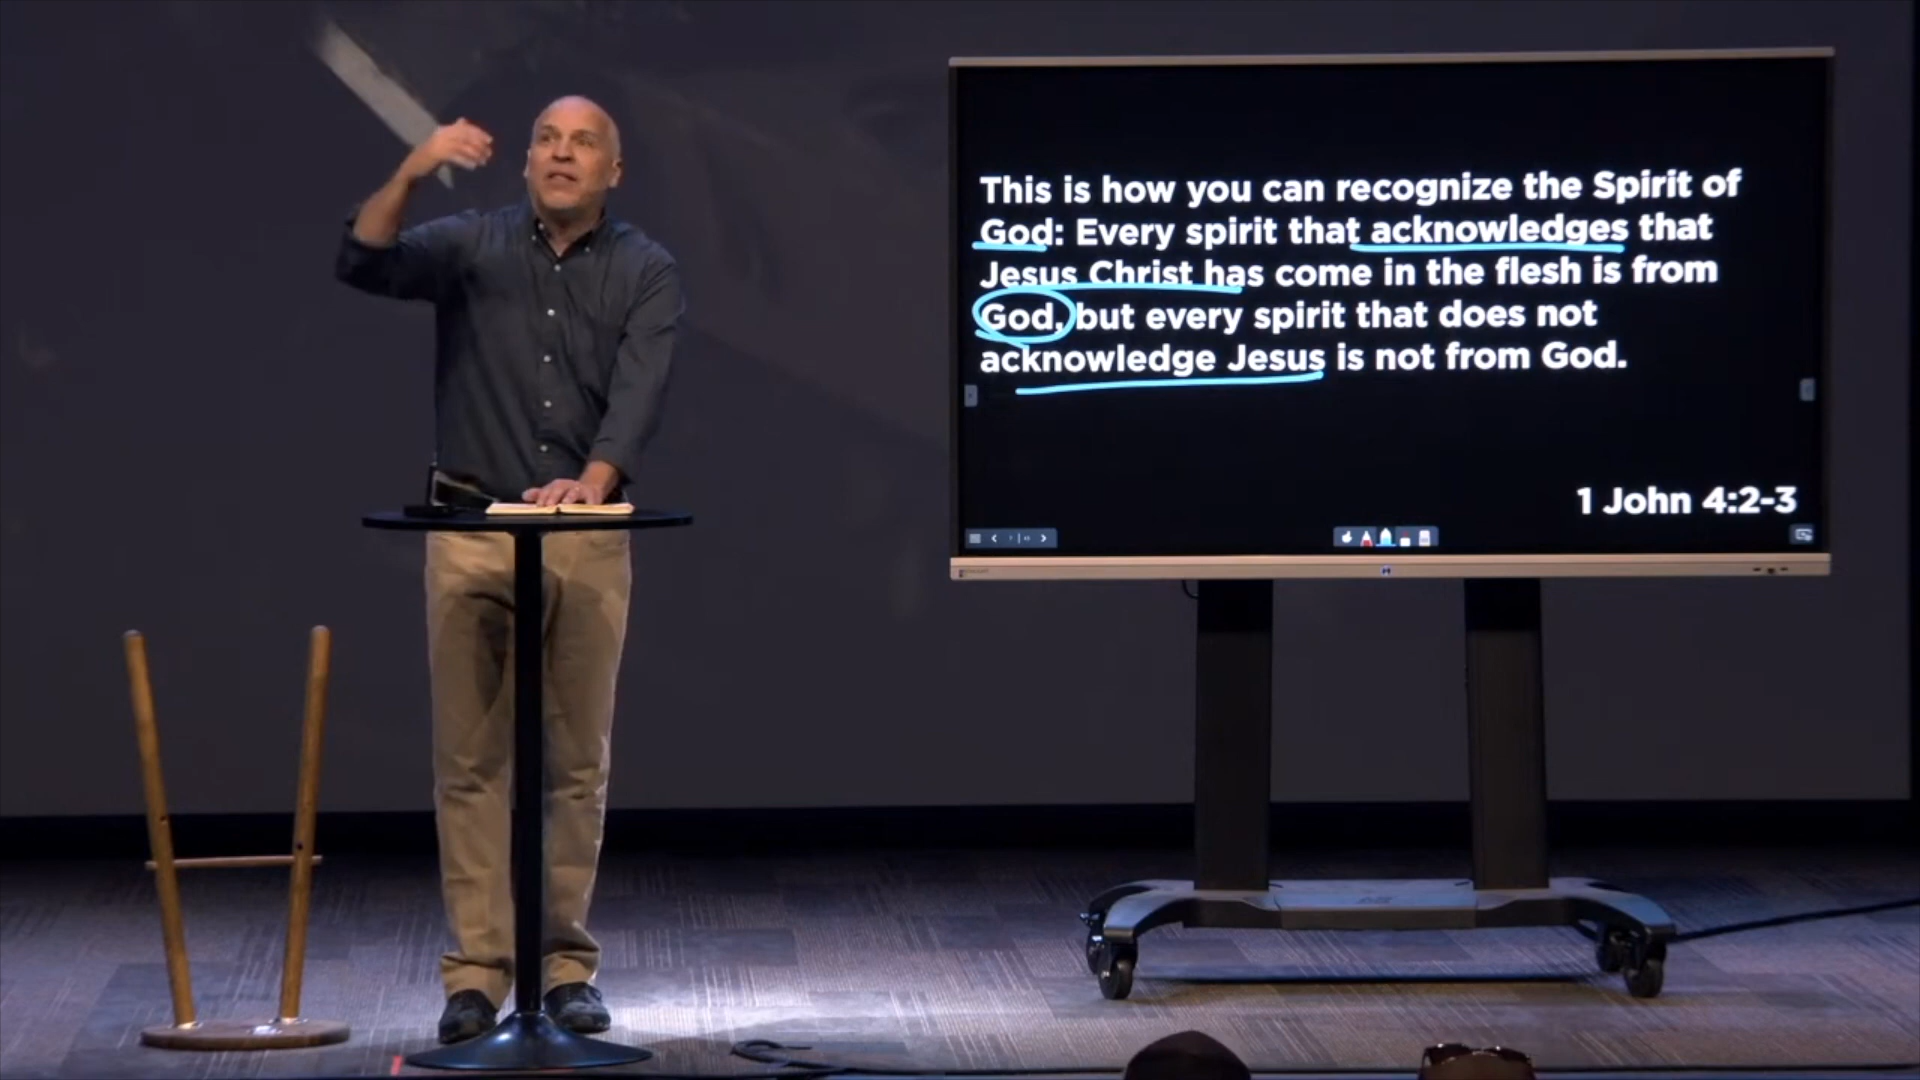 This is how you can recognize the Spirit of
God: Every spirit that acknowledges that
Jesus Christ has come in the flesh is from
God, but every spirit that does not
acknowledge Jesus is not from God.
1 John 4:2-3